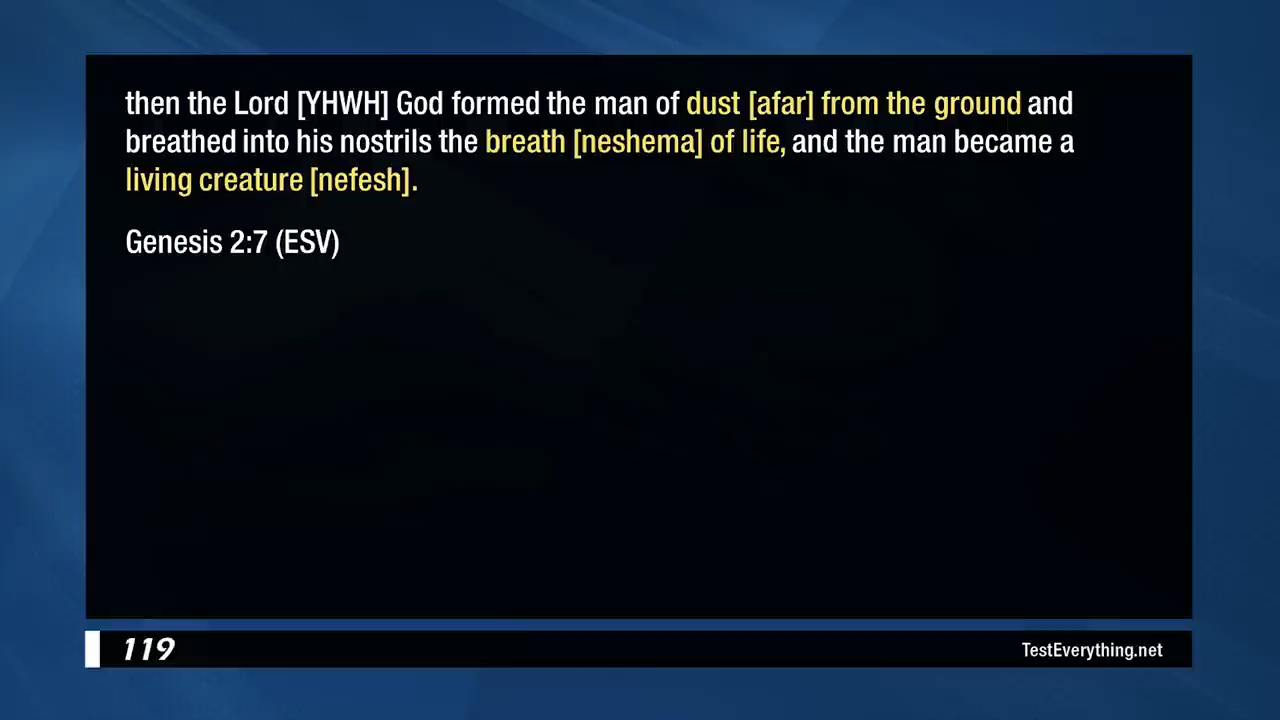 then the Lord [YHWH] God formed the man of dust [afar] from the ground and
breathed into his nostrils the breath [neshema] of life, and the man became a
living creature [nefesh].
Genesis 2:7 (ESV)
119
TestEverything.net